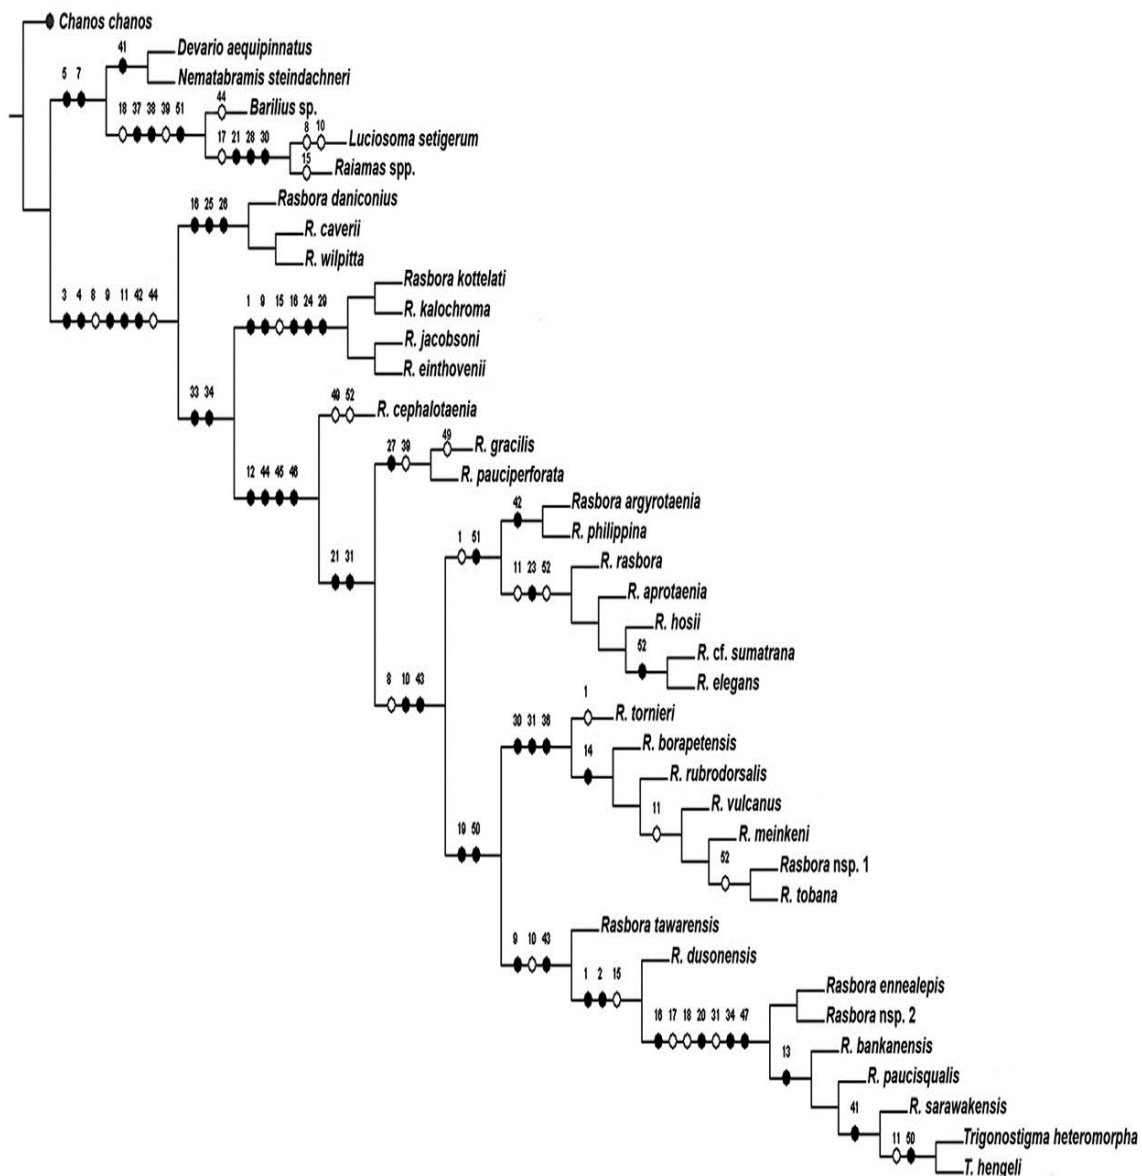 Chanos chanos
41
Devario aequipinnatus
5 7
Nematabramis steindachneri
44
18 37 38 39 51
Barilius sp.
8 10
17 21 28 30
Luciosoma setigerum
15
Raiamas spp.
16 25 26
Rasbora daniconius
R. caverii
R. wilpitta
Rasbora kottelati
3 4 8 9 11 42 44
1 9 15 16 24 29
R. kalochroma
R. jacobsoni
R. einthovenii
33 34
49 52
R. cephalotaenia
27 39
49
R. gracilis
12 44 45 46
R. pauciperforata
42
Rasbora argyrotaenia
R. philippina
21 31
1 51
R. rasbora
11 23 52
R. aprotaenia
R. hosii
52
R. cf. sumatrana
8 10 43
R. elegans
1
R. tornieri
30 31 36
R. borapetensis
14
R. rubrodorsalis
R. vulcanus
11
19 50
R. meinkeni
52
Rasbora nsp. 1
R. tobana
Rasbora tawarensis
9 10 43
R. dusonensis
1 2 15
Rasbora ennealepis
16 17 18 20 31 34 47
Rasbora nsp. 2
13
R. bankanensis
R. paucisqualis
41
R. sarawakensis
11 50
Trigonostigma heteromorpha
T. hengeli